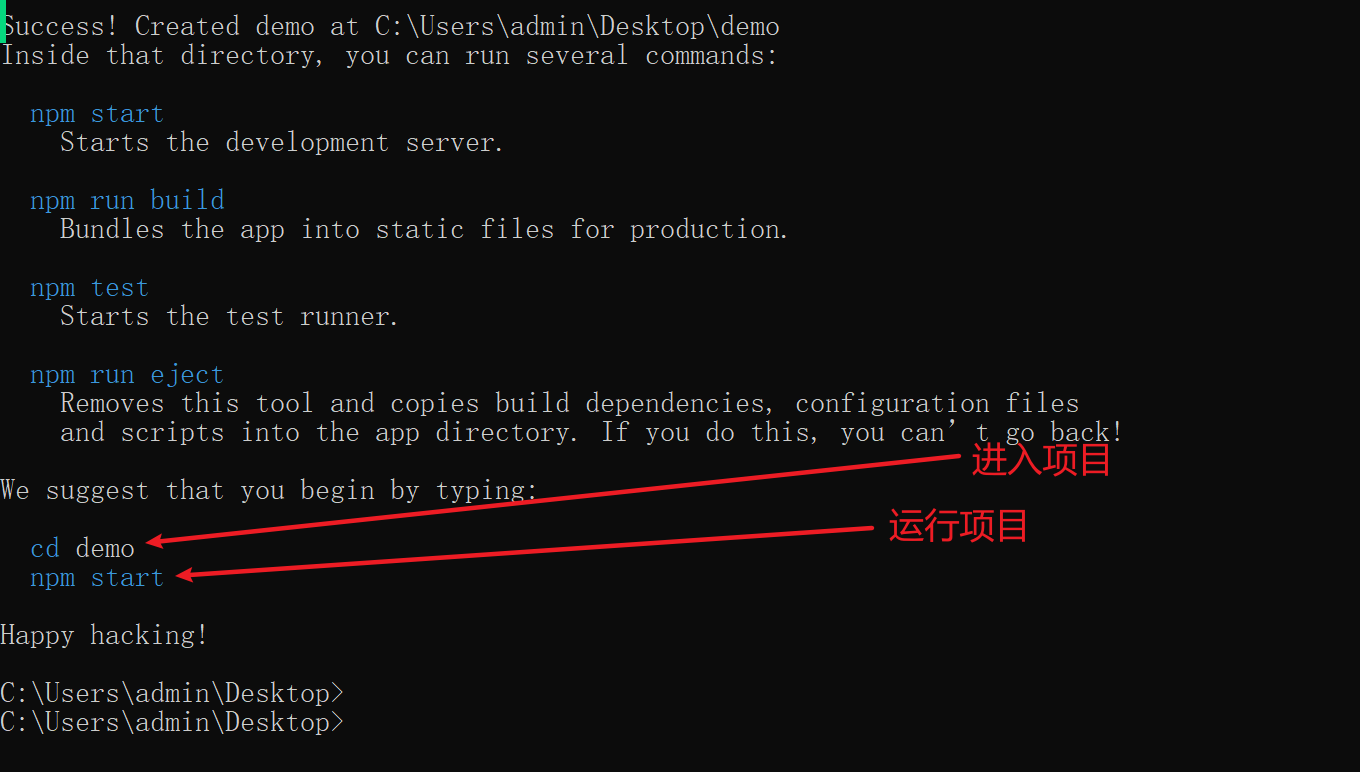 Success! Created demo at C:\Users\admin\Desktop\demo
Inside that directory, you can run several commands:
npm start
Starts the development server.
npm run build
Bundles the app into static files for production.
npm test
Starts the test runner.
npm run eject
Removes this tool and copies build dependencies, configuration files
and scripts into the app directory. If you do this, you can’t go back!
进入项目
We suggest that you begin by typing:
运行项目
cd demo
npm start
Happy hacking!
C:\Users\admin\Desktop>
C:\Users\admin\Desktop>